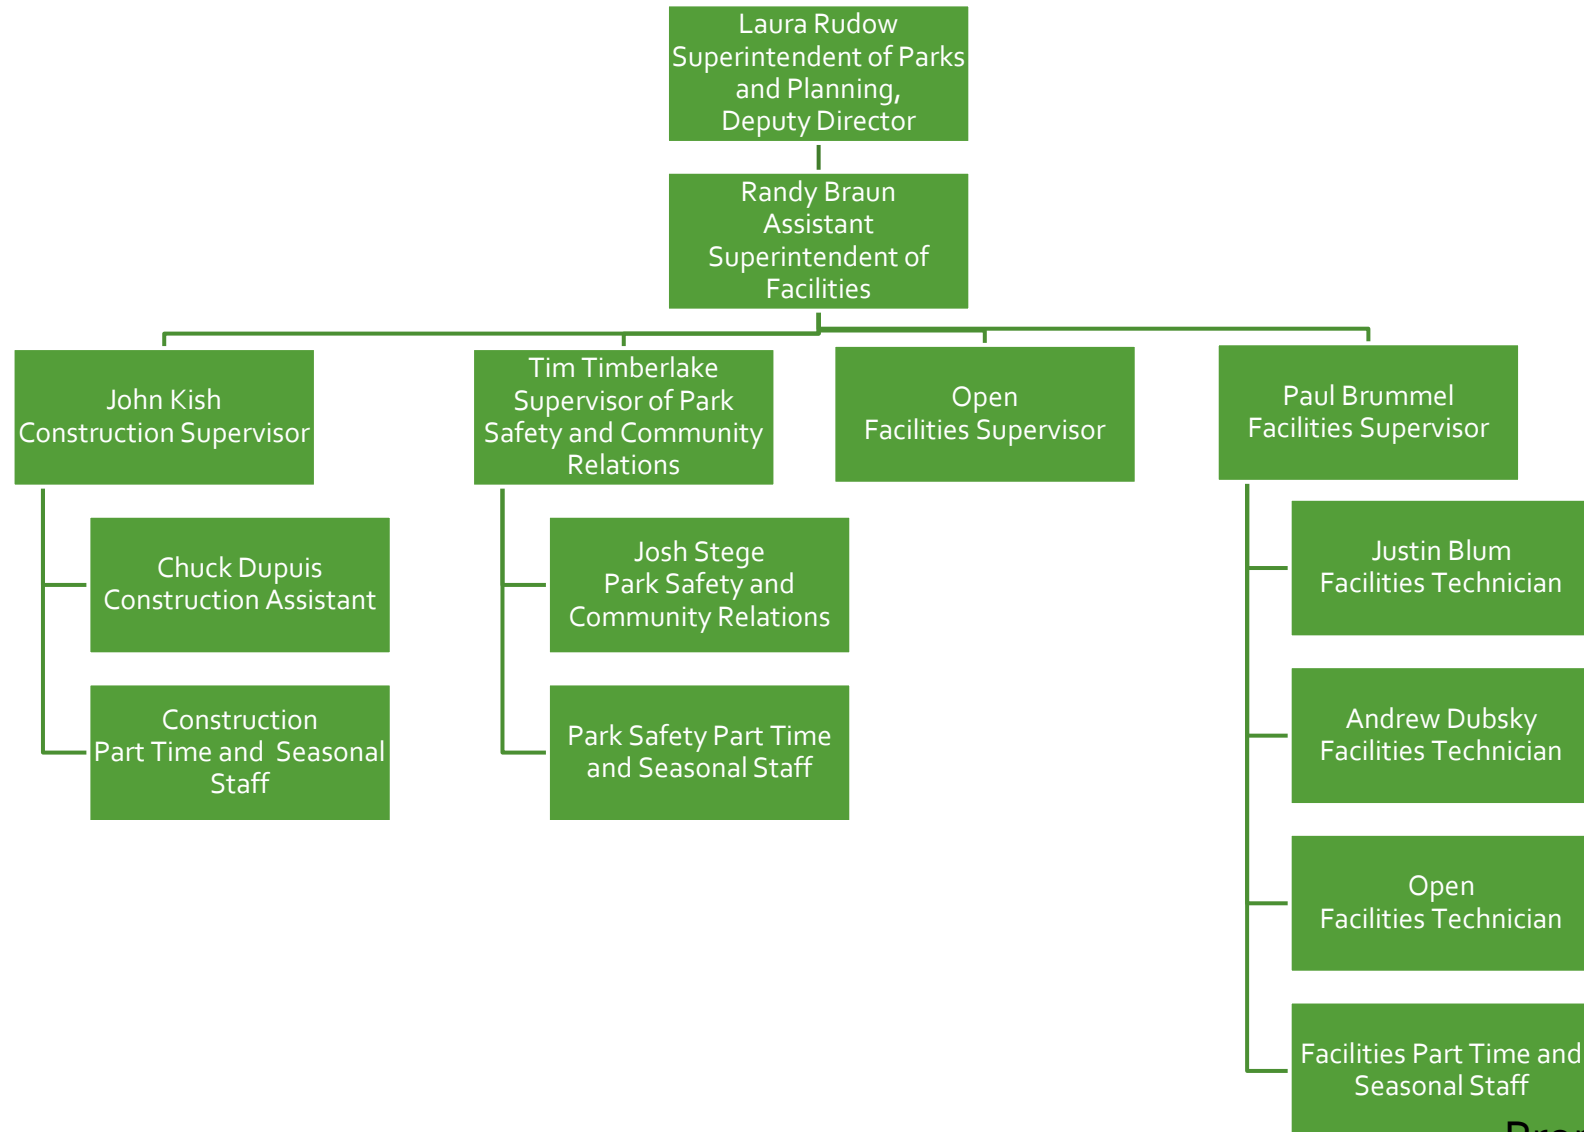 Laura Rudow
Superintendent of Parks
and Planning,
Deputy Director
Randy Braun
Assistant
Superintendent of
Facilities
John Kish
Construction Supervisor
Chuck Dupuis
Construction Assistant
Construction
Part Time and Seasonal
Staff
Tim Timberlake
Supervisor of Park
Safety and Community
Relations
Josh Stege
Park Safety and
Community Relations
Park Safety Part Time
and Seasonal Staff
Open
Facilities Supervisor
Paul Brummel
Facilities Supervisor
Justin Blum
Facilities Technician
Andrew Dubsky
Facilities Technician
Open
Facilities Technician
Facilities Part Time and
Seasonal Staff